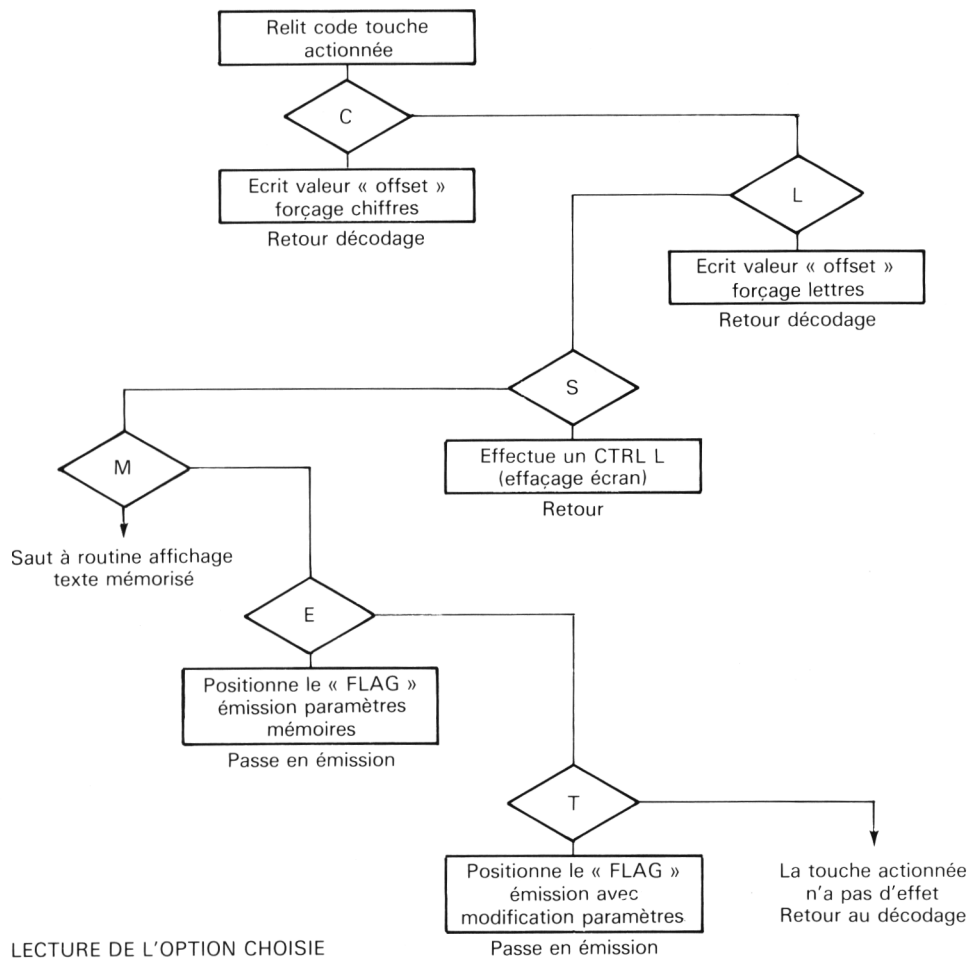 Relit code touche
actionnée
C
Ecrit valeur « offset »
forçage chiffres
Retour décodage
L
Ecrit valeur « offset »
forçage lettres
Retour décodage
S
Effectue un CTRL L
(effaçage écran)
Retour
M
Saut à routine affichage
texte mémorisé
E
Positionne le « FLAG »
émission paramètres
mémoires
Passe en émission
T
Positionne le « FLAG »
émission avec
modification paramètres
Passe en émission
La touche actionnée
n'a pas d'effet
Retour au décodage
LECTURE DE L'OPTION CHOISIE